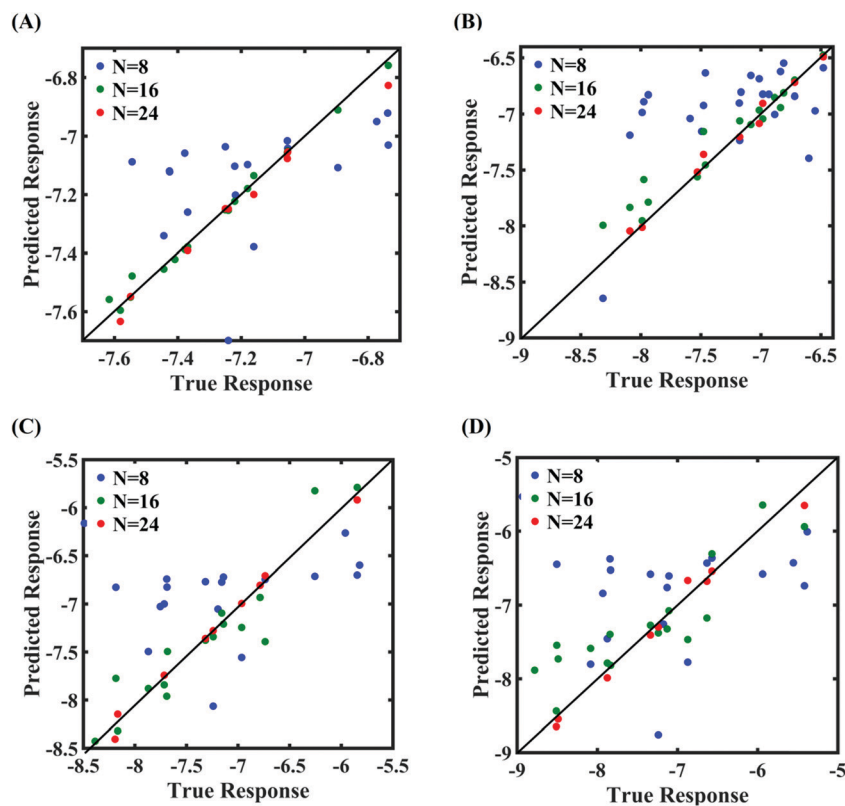 (A)
N=8
N=16
N=24
-6.8
-7
-7.2
-7.4
-7.6
Predicted Response
-7.6 -7.4 -7.2 -7 -6.8
True Response
(B)
N=8
N=16
N=24
-6.5
-7
-7.5
-8
-8.5
-9
Predicted Response
-9 -8.5 -8 -7.5 -7 -6.5
True Response
(C)
N=8
N=16
N=24
-5.5
-6
-6.5
-7
-7.5
-8
-8.5
Predicted Response
-8.5 -8 -7.5 -7 -6.5 -6 -5.5
True Response
(D)
N=8
N=16
N=24
-5
-6
-7
-8
-9
Predicted Response
-9 -8 -7 -6 -5
True Response